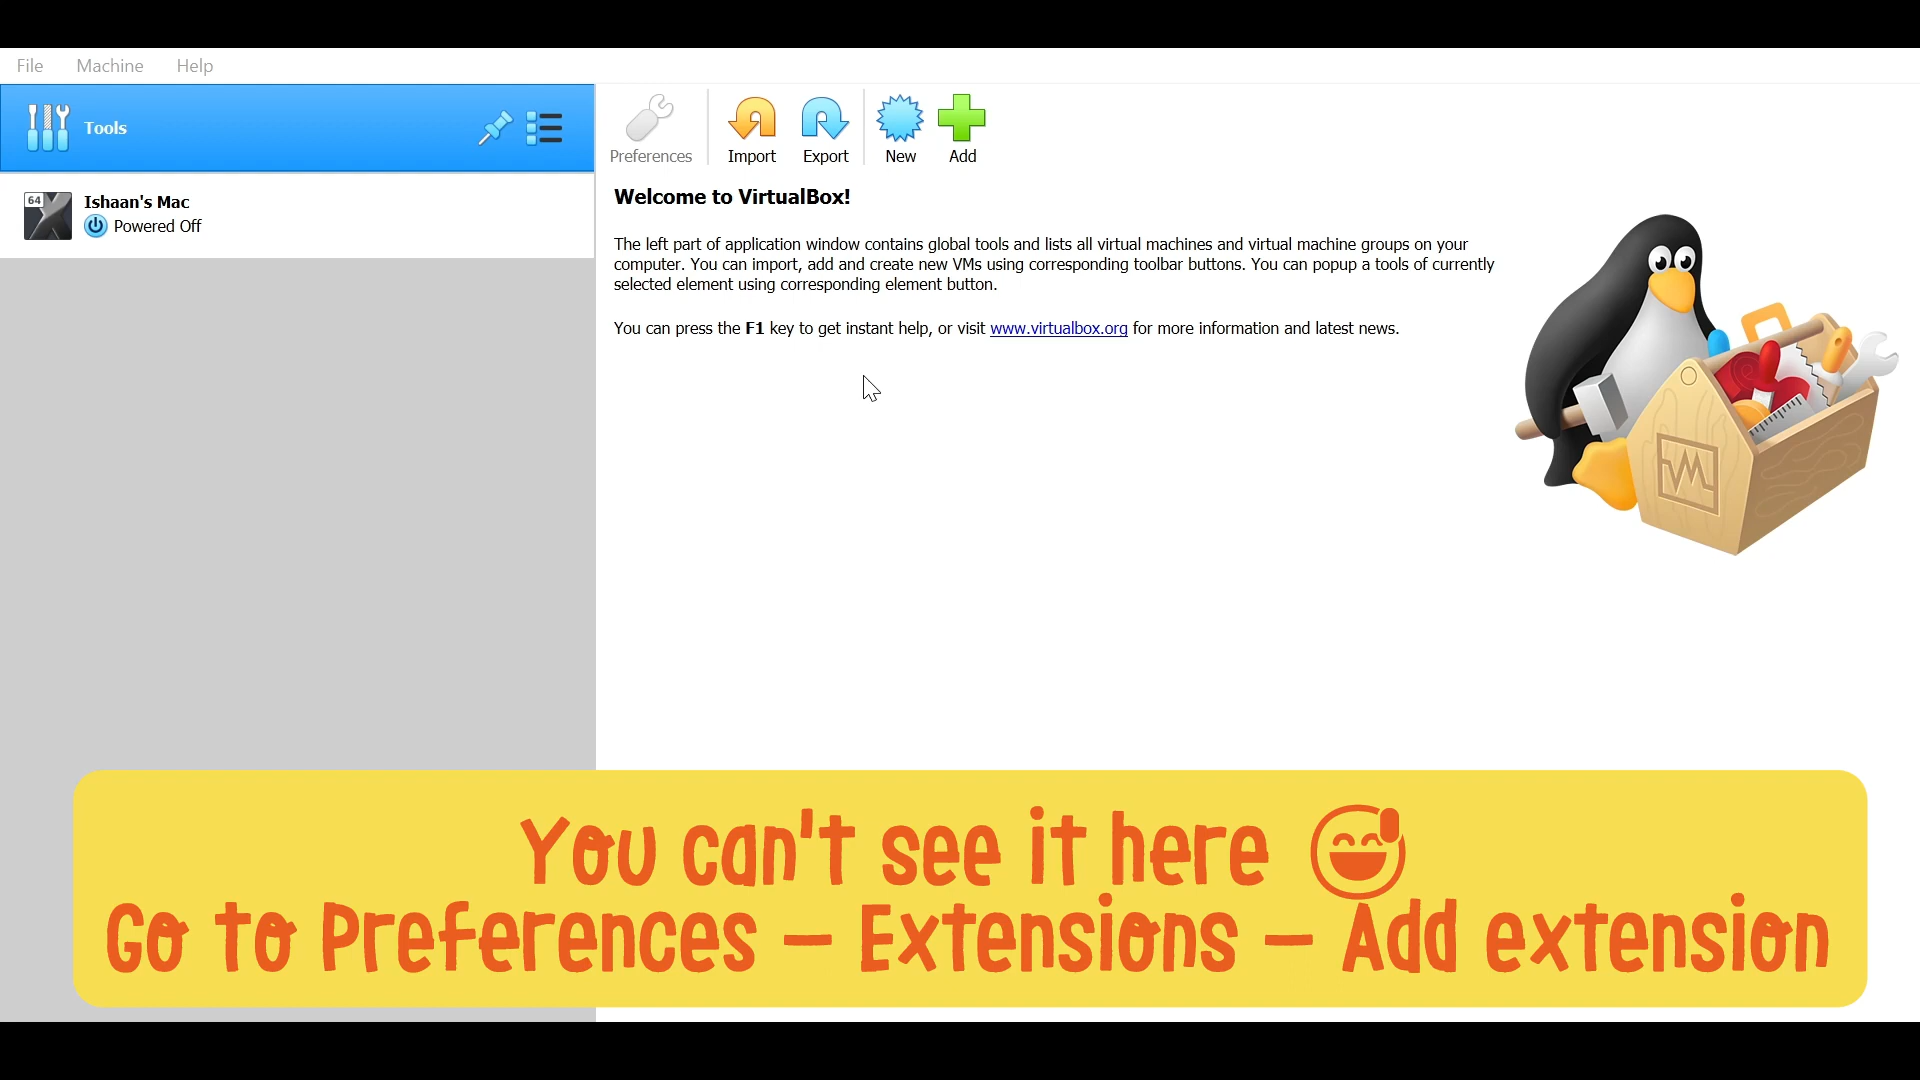 File Machine Help
Tools
Preferences Import Export New Add
64
Ishaan's Mac
Powered Off
Welcome to VirtualBox!
The left part of application window contains global tools and lists all virtual machines and virtual machine groups on your
computer. You can import, add and create new VMs using corresponding toolbar buttons. You can popup a tools of currently
selected element using corresponding element button.
You can press the F1 key to get instant help, or visit www.virtualbox.org for more information and latest news.
You can't see it here 😅
Go to Preferences – Extensions – Add extension